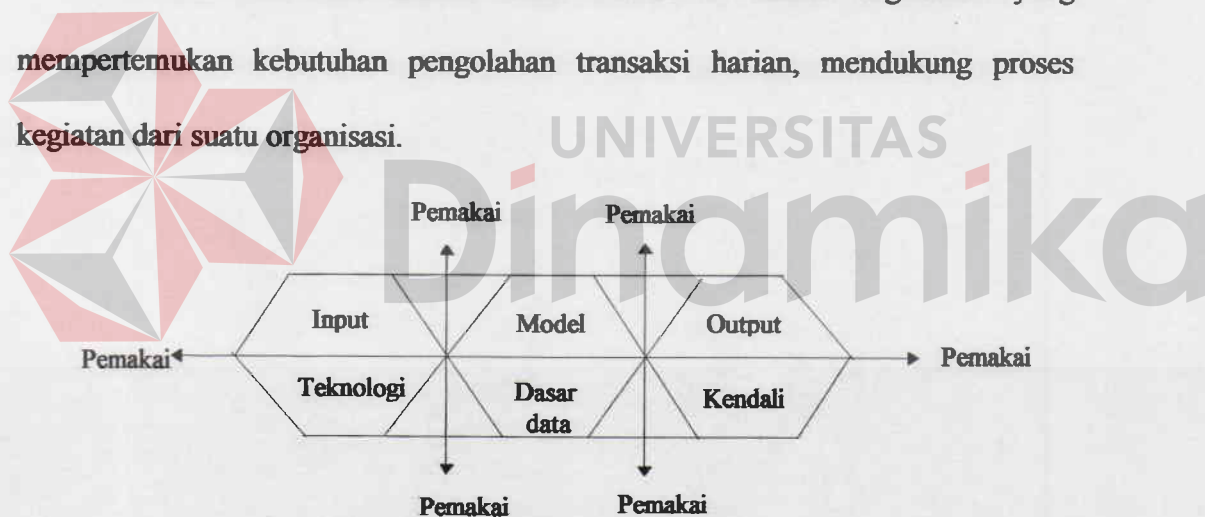 mempertemukan kebutuhan pengolahan transaksi harian, mendukung proses
kegiatan dari suatu organisasi.
UNIVERSITAS
Dinamika
Pemakai Pemakai
Input Model Output
Pemakai Pemakai
Teknologi Dasar data Kendali
Pemakai Pemakai